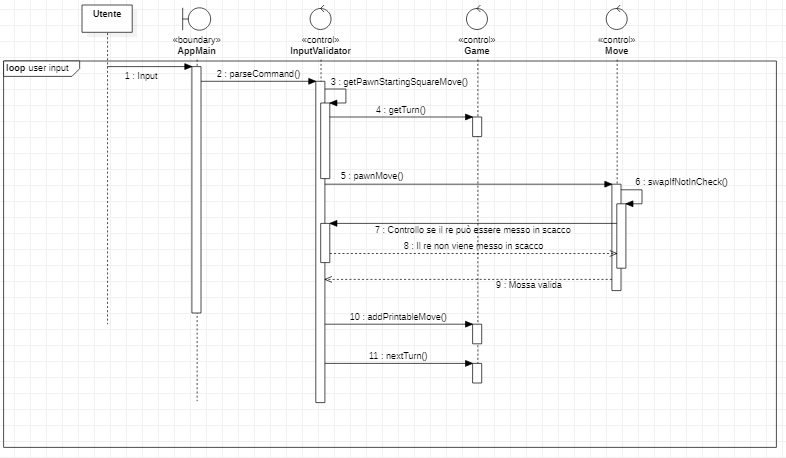 Utente
«boundary»
AppMain
«control»
InputValidator
«control»
Game
«control»
Move
loop user input
1 : Input
2 : parseCommand()
3 : getPawnStartingSquareMove()
4 : getTurn()
5 : pawnMove()
6 : swapIfNotInCheck()
7 : Controllo se il re può essere messo in scacco
8 : Il re non viene messo in scacco
9 : Mossa valida
10 : addPrintableMove()
11 : nextTurn()